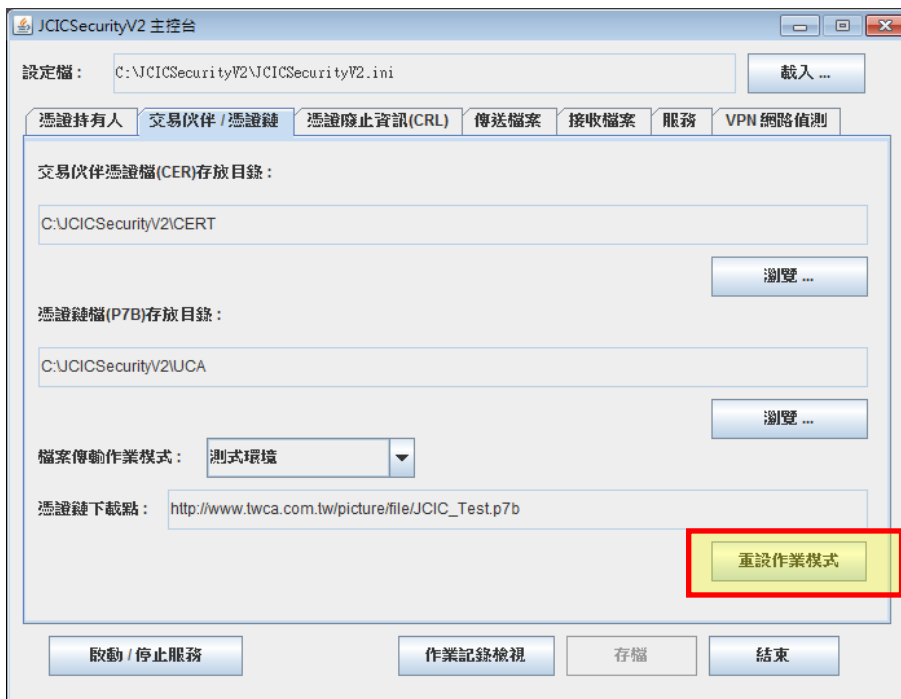 JCICSecurityV2 主控台
設定檔： C:\JCICSecurityV2\JCICSecurityV2.ini 載入 ...
憑證持有人 交易伙伴 / 憑證鏈 憑證廢止資訊(CRL) 傳送檔案 接收檔案 服務 VPN 網路偵測
交易伙伴憑證檔(CER)存放目錄：
C:\JCICSecurityV2\CERT
瀏覽 ...
憑證鏈檔(P7B)存放目錄：
C:\JCICSecurityV2\UCA
瀏覽 ...
檔案傳輸作業模式： 測式環境
憑證鏈下載點： http://www.twca.com.tw/picture/file/JCIC_Test.p7b
重設作業模式
啟動 / 停止服務 作業記錄檢視 存檔 結束